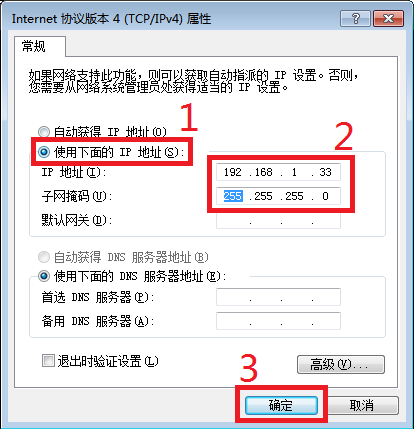 Internet 协议版本 4 (TCP/IPv4) 属性
常规
如果网络支持此功能，则可以获取自动指派的 IP 设置。否则，
您需要从网络系统管理员处获得适当的 IP 设置。
自动获得 IP 地址(O)
1
使用下面的 IP 地址(S):
2
IP 地址(I): 192 .168 . 1 . 33
子网掩码(U): 255 .255 .255 . 0
默认网关(D): . . .
自动获得 DNS 服务器地址(B)
使用下面的 DNS 服务器地址(E):
首选 DNS 服务器(P): . . .
备用 DNS 服务器(A): . . .
退出时验证设置(L)
高级(V)...
3
确定 取消